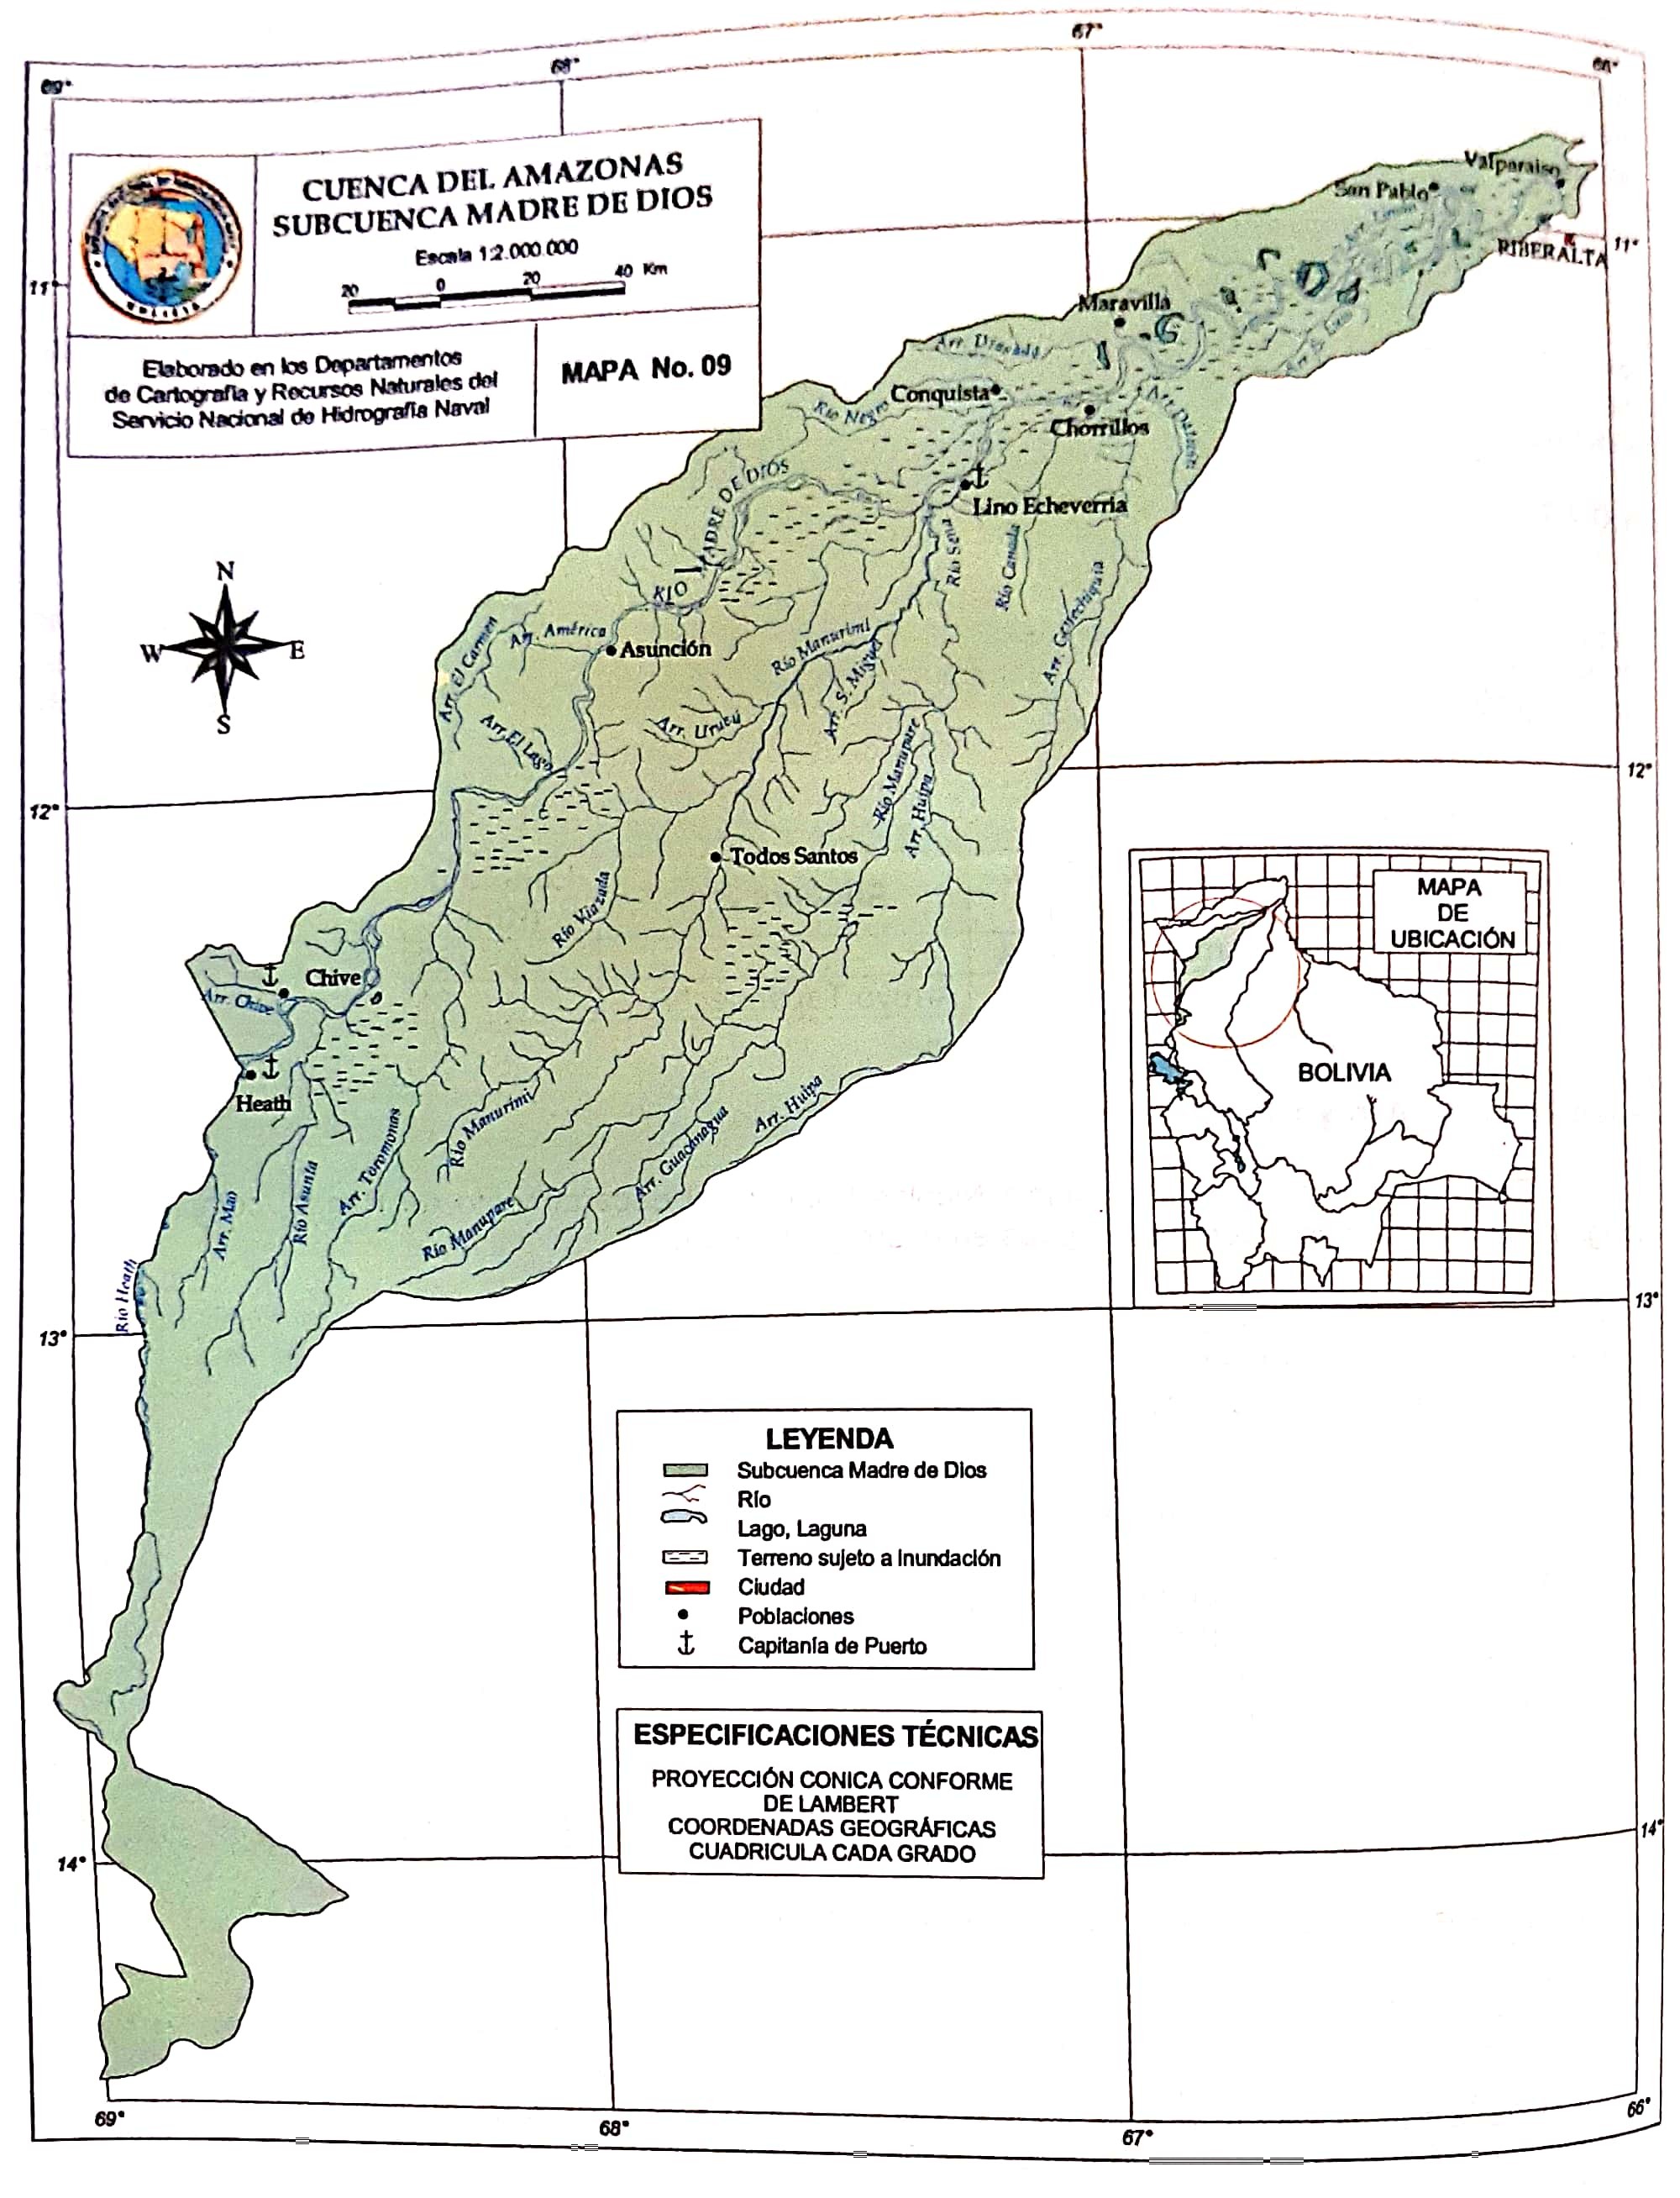 69°
68°
67°
66°
CUENCA DEL AMAZONAS
SUBCUENCA MADRE DE DIOS
Escala 1:2.000.000
20 0 20 40 Km
BOLIVIA
Elaborado en los Departamentos
de Cartografía y Recursos Naturales del
Servicio Nacional de Hidrografía Naval
MAPA No. 09
11°
11°
Valparaiso
San Pablo
RIBERALTA
Maravilla
Conquista
Río Negro
Chorrillos
RIO MADRE DE DIOS
Lino Echeverria
Río Sena
Río Canada
N
W E
S
Arr. El Carmen
Arr. América
Asunción
Río Manurimi
Arr. S. Miguel
Arr. El Lago
Arr. Urucú
Río Manupare
Arr. Huipa
12°
12°
Todos Santos
Río Viazada
Chive
Arr. Chive
Heath
Río Manurimi
Arr. Toromonas
Río Asunta
Arr. Mao
Río Heath
Río Manupare
Arr. Guacanagua
Arr. Huipa
MAPA
DE
UBICACIÓN
BOLIVIA
13°
13°
LEYENDA
Subcuenca Madre de Dios
Río
Lago, Laguna
Terreno sujeto a Inundación
Ciudad
Poblaciones
Capitanía de Puerto
ESPECIFICACIONES TÉCNICAS
PROYECCIÓN CONICA CONFORME
DE LAMBERT
COORDENADAS GEOGRÁFICAS
CUADRICULA CADA GRADO
14°
14°
69°
68°
67°
66°